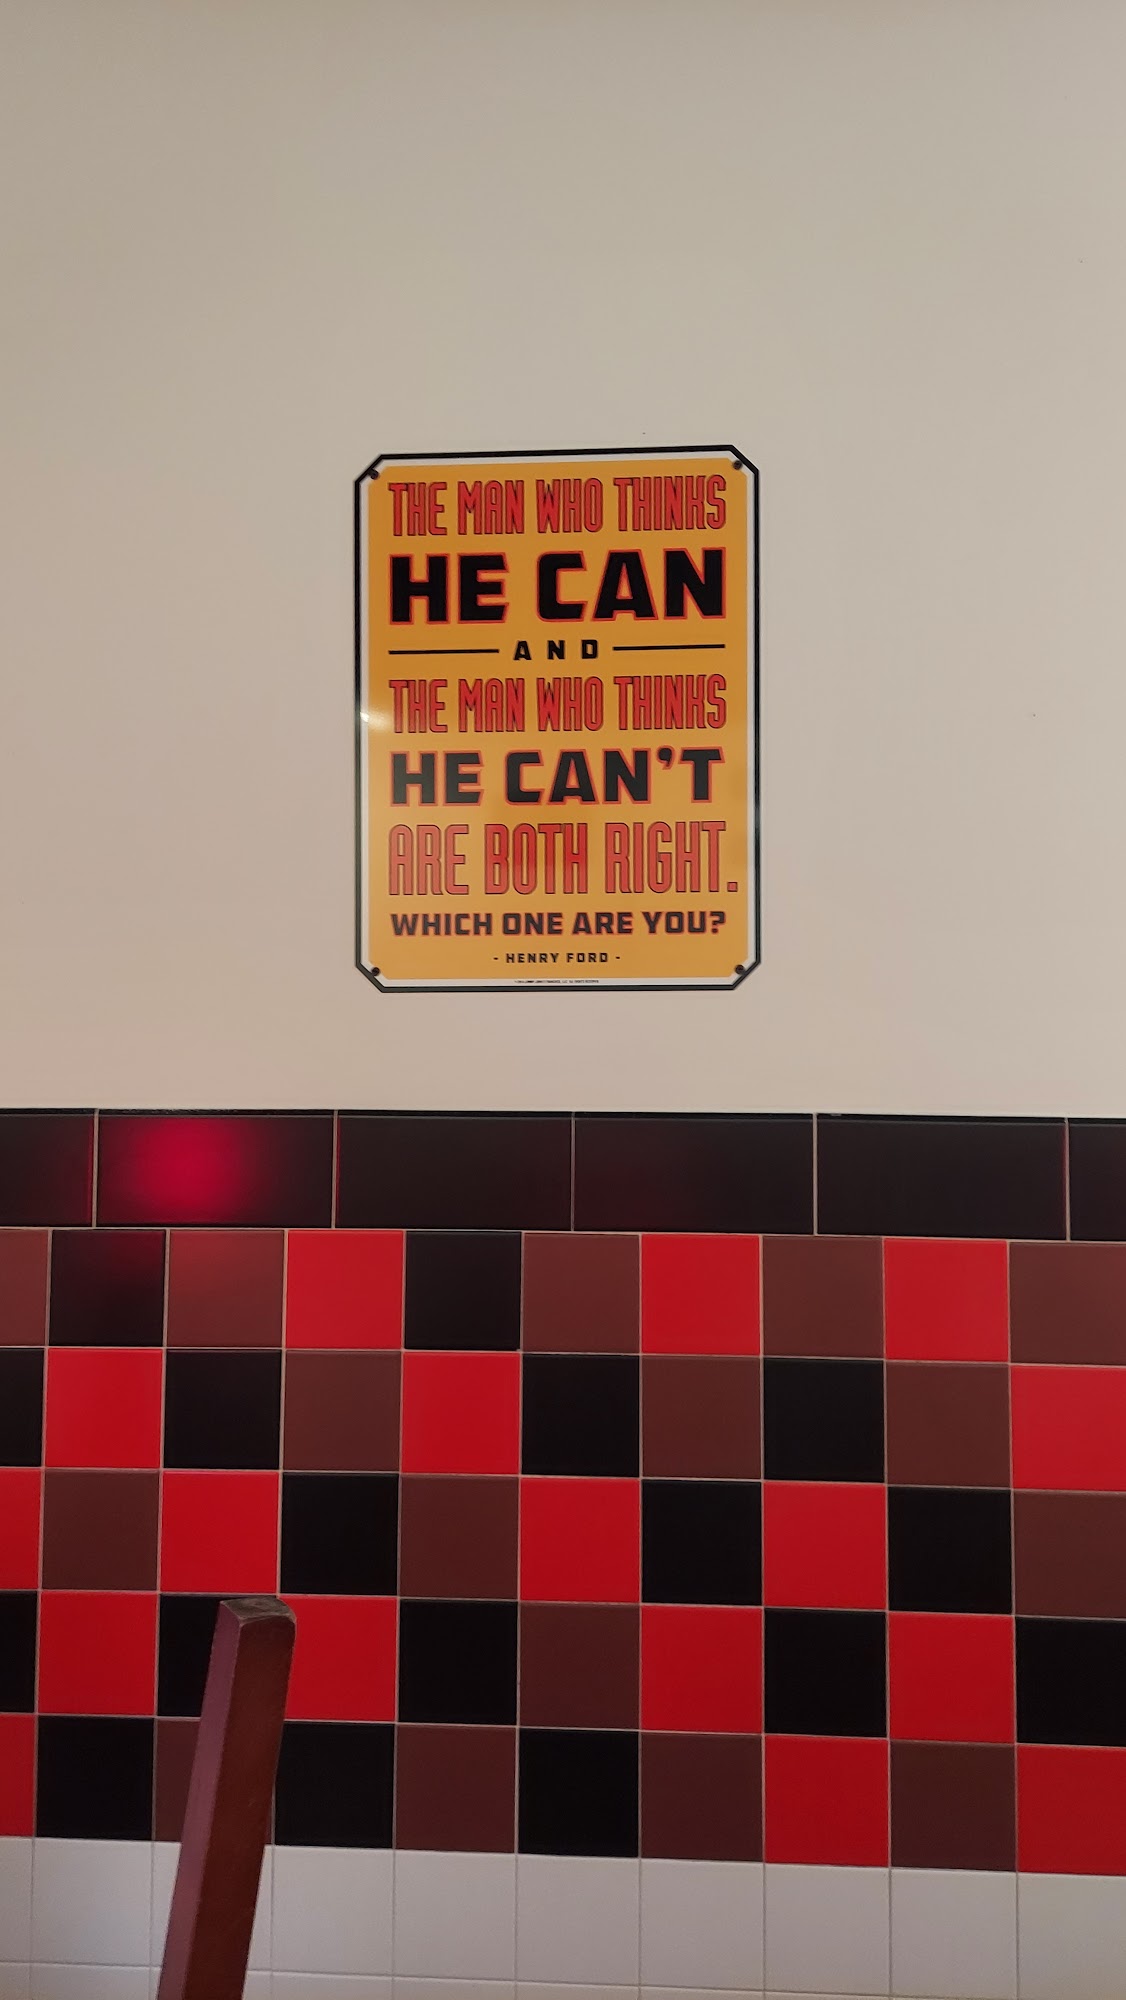 THE MAN WHO THINKS
HE CAN
AND
THE MAN WHO THINKS
HE CAN'T
ARE BOTH RIGHT.
WHICH ONE ARE YOU?
- HENRY FORD -